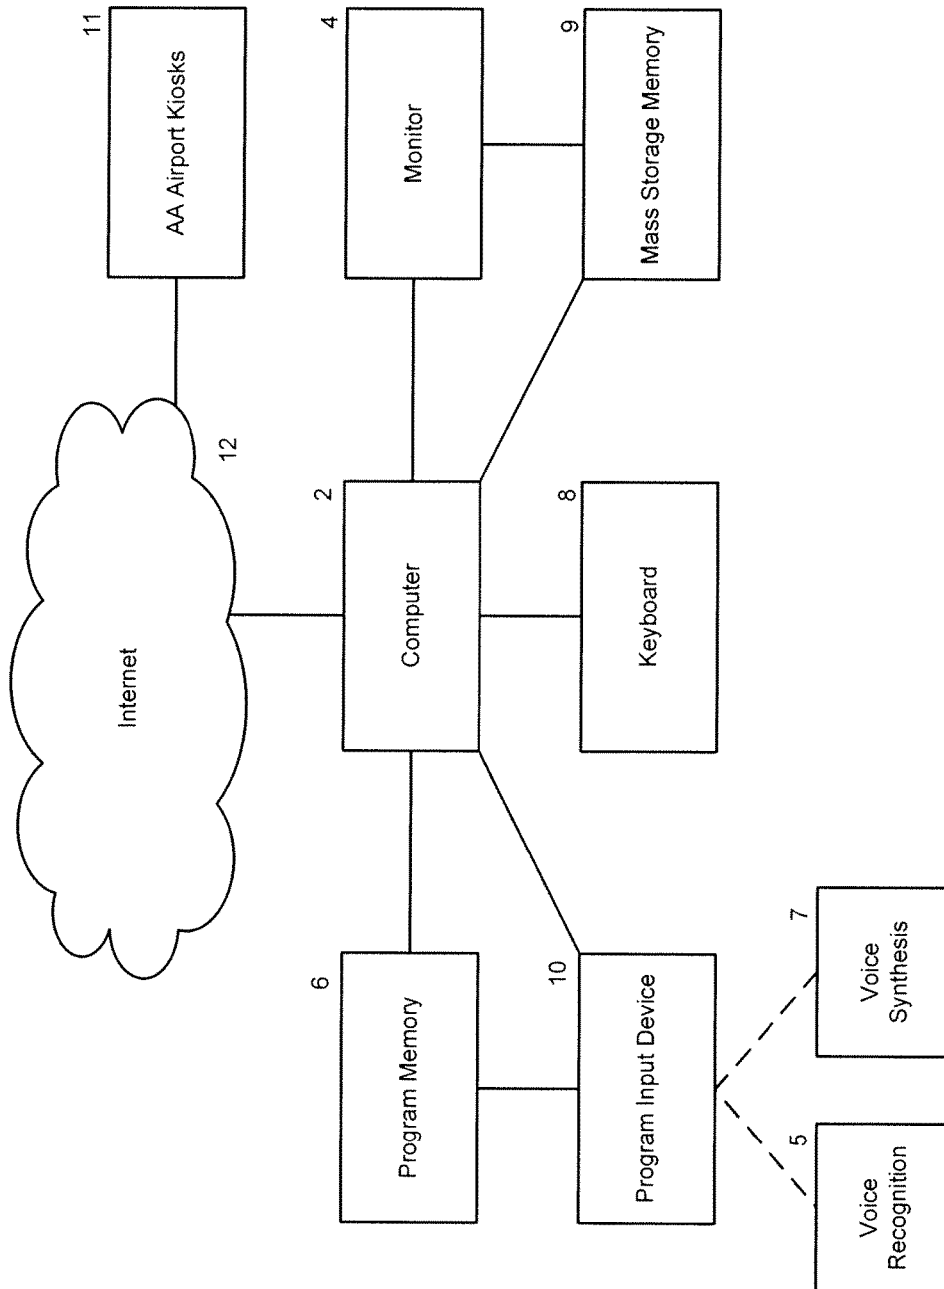 Internet
12
AA Airport Kiosks
11
Program Memory
6
Computer
2
Monitor
4
Program Input Device
10
Keyboard
8
Mass Storage Memory
9
Voice
Recognition
5
Voice
Synthesis
7